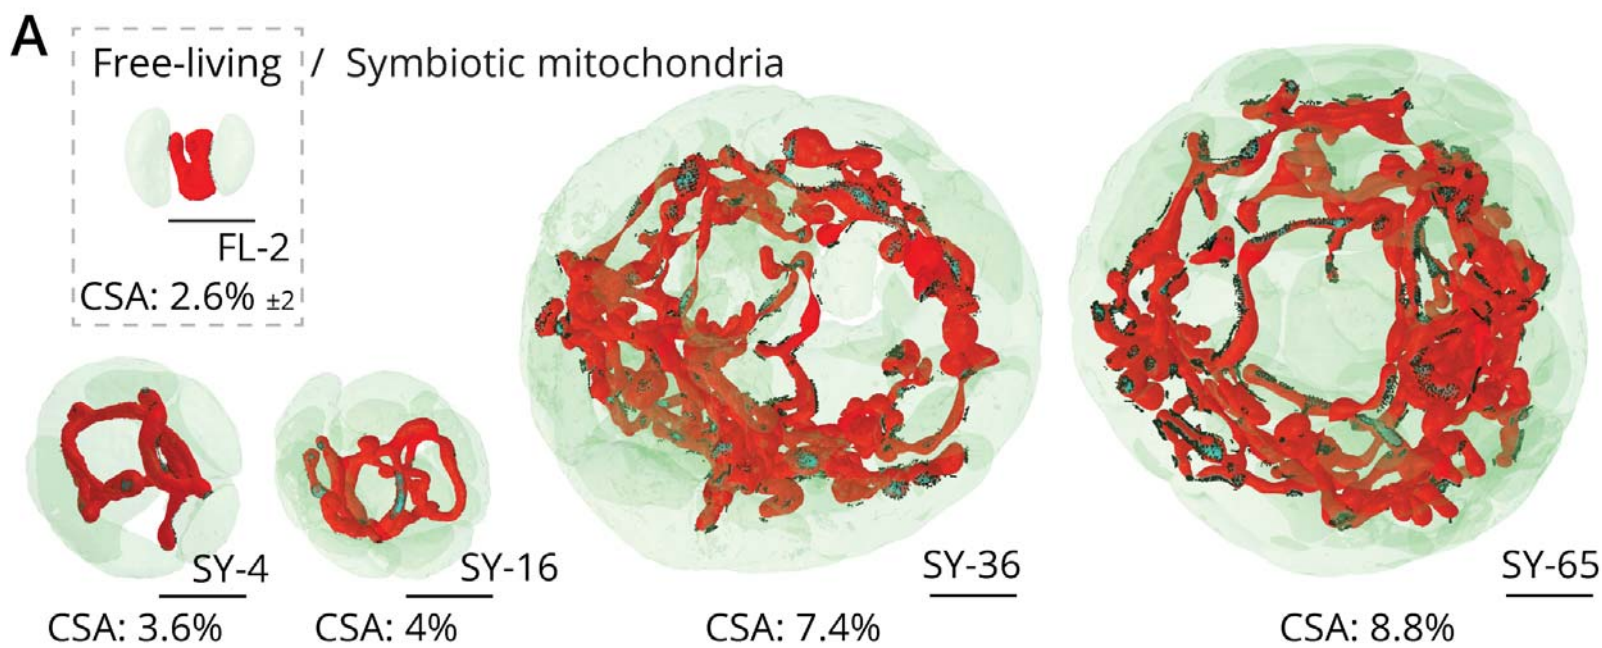 A
Free-living / Symbiotic mitochondria
FL-2
CSA: 2.6% ±2
SY-4
CSA: 3.6%
SY-16
CSA: 4%
SY-36
CSA: 7.4%
SY-65
CSA: 8.8%